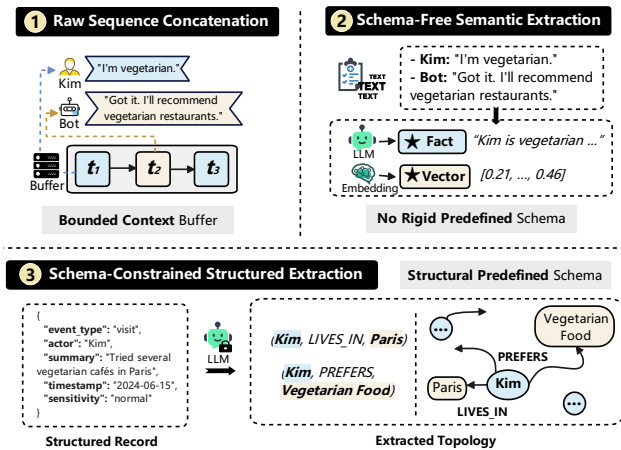 1 Raw Sequence Concatenation
Kim
"I'm vegetarian."
Bot
"Got it. I'll recommend
vegetarian restaurants."
Buffer
t1
t2
t3
Bounded Context Buffer
2 Schema-Free Semantic Extraction
TEXT
TEXT
TEXT
- Kim: "I'm vegetarian."
- Bot: "Got it. I'll recommend
vegetarian restaurants."
LLM
★ Fact
"Kim is vegetarian ..."
Embedding
★ Vector
[0.21, ..., 0.46]
No Rigid Predefined Schema
3 Schema-Constrained Structured Extraction
Structural Predefined Schema
{
"event_type": "visit",
"actor": "Kim",
"summary": "Tried several
vegetarian cafés in Paris",
"timestamp": "2024-06-15",
"sensitivity": "normal"
}
Structured Record
LLM
(Kim, LIVES_IN, Paris)
(Kim, PREFERS,
Vegetarian Food)
...
Vegetarian
Food
PREFERS
Paris
Kim
LIVES_IN
...
Extracted Topology